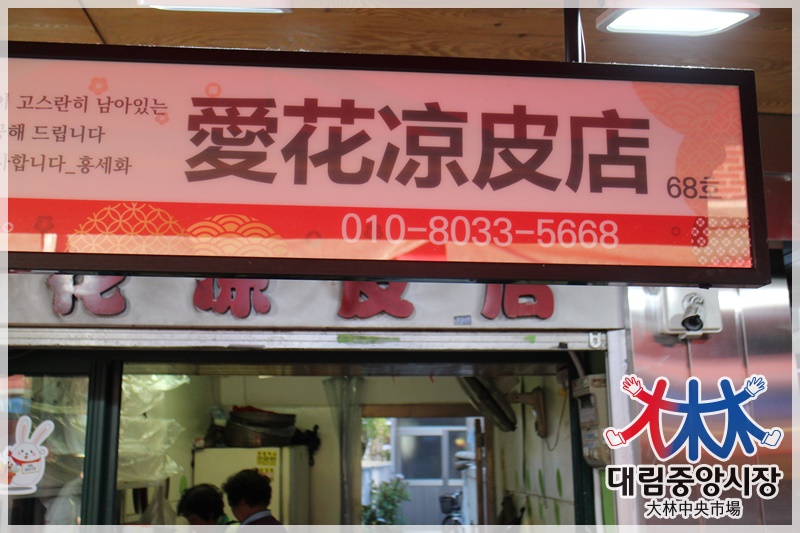 고스란히 남아있는
해 드립니다
합니다_홍세화
愛花凉皮店
68호
010-8033-5668
花凉皮店
대림중앙시장
大林中央市場